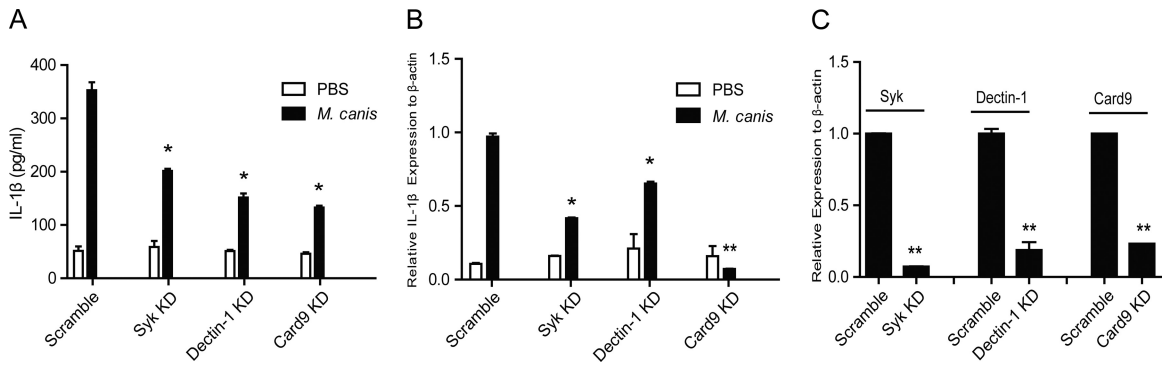 A
IL-1β (pg/ml)
400
300
200
100
0
PBS
M. canis
*
*
*
Scramble
Syk KD
Dectin-1 KD
Card9 KD
B
Relative IL-1β Expression to β-actin
1.5
1.0
0.5
0.0
PBS
M. canis
*
*
**
Scramble
Syk KD
Dectin-1 KD
Card9 KD
C
Relative Expression to β-actin
1.5
1.0
0.5
0.0
Syk
Dectin-1
Card9
**
**
**
Scramble
Syk KD
Scramble
Dectin-1 KD
Scramble
Card9 KD